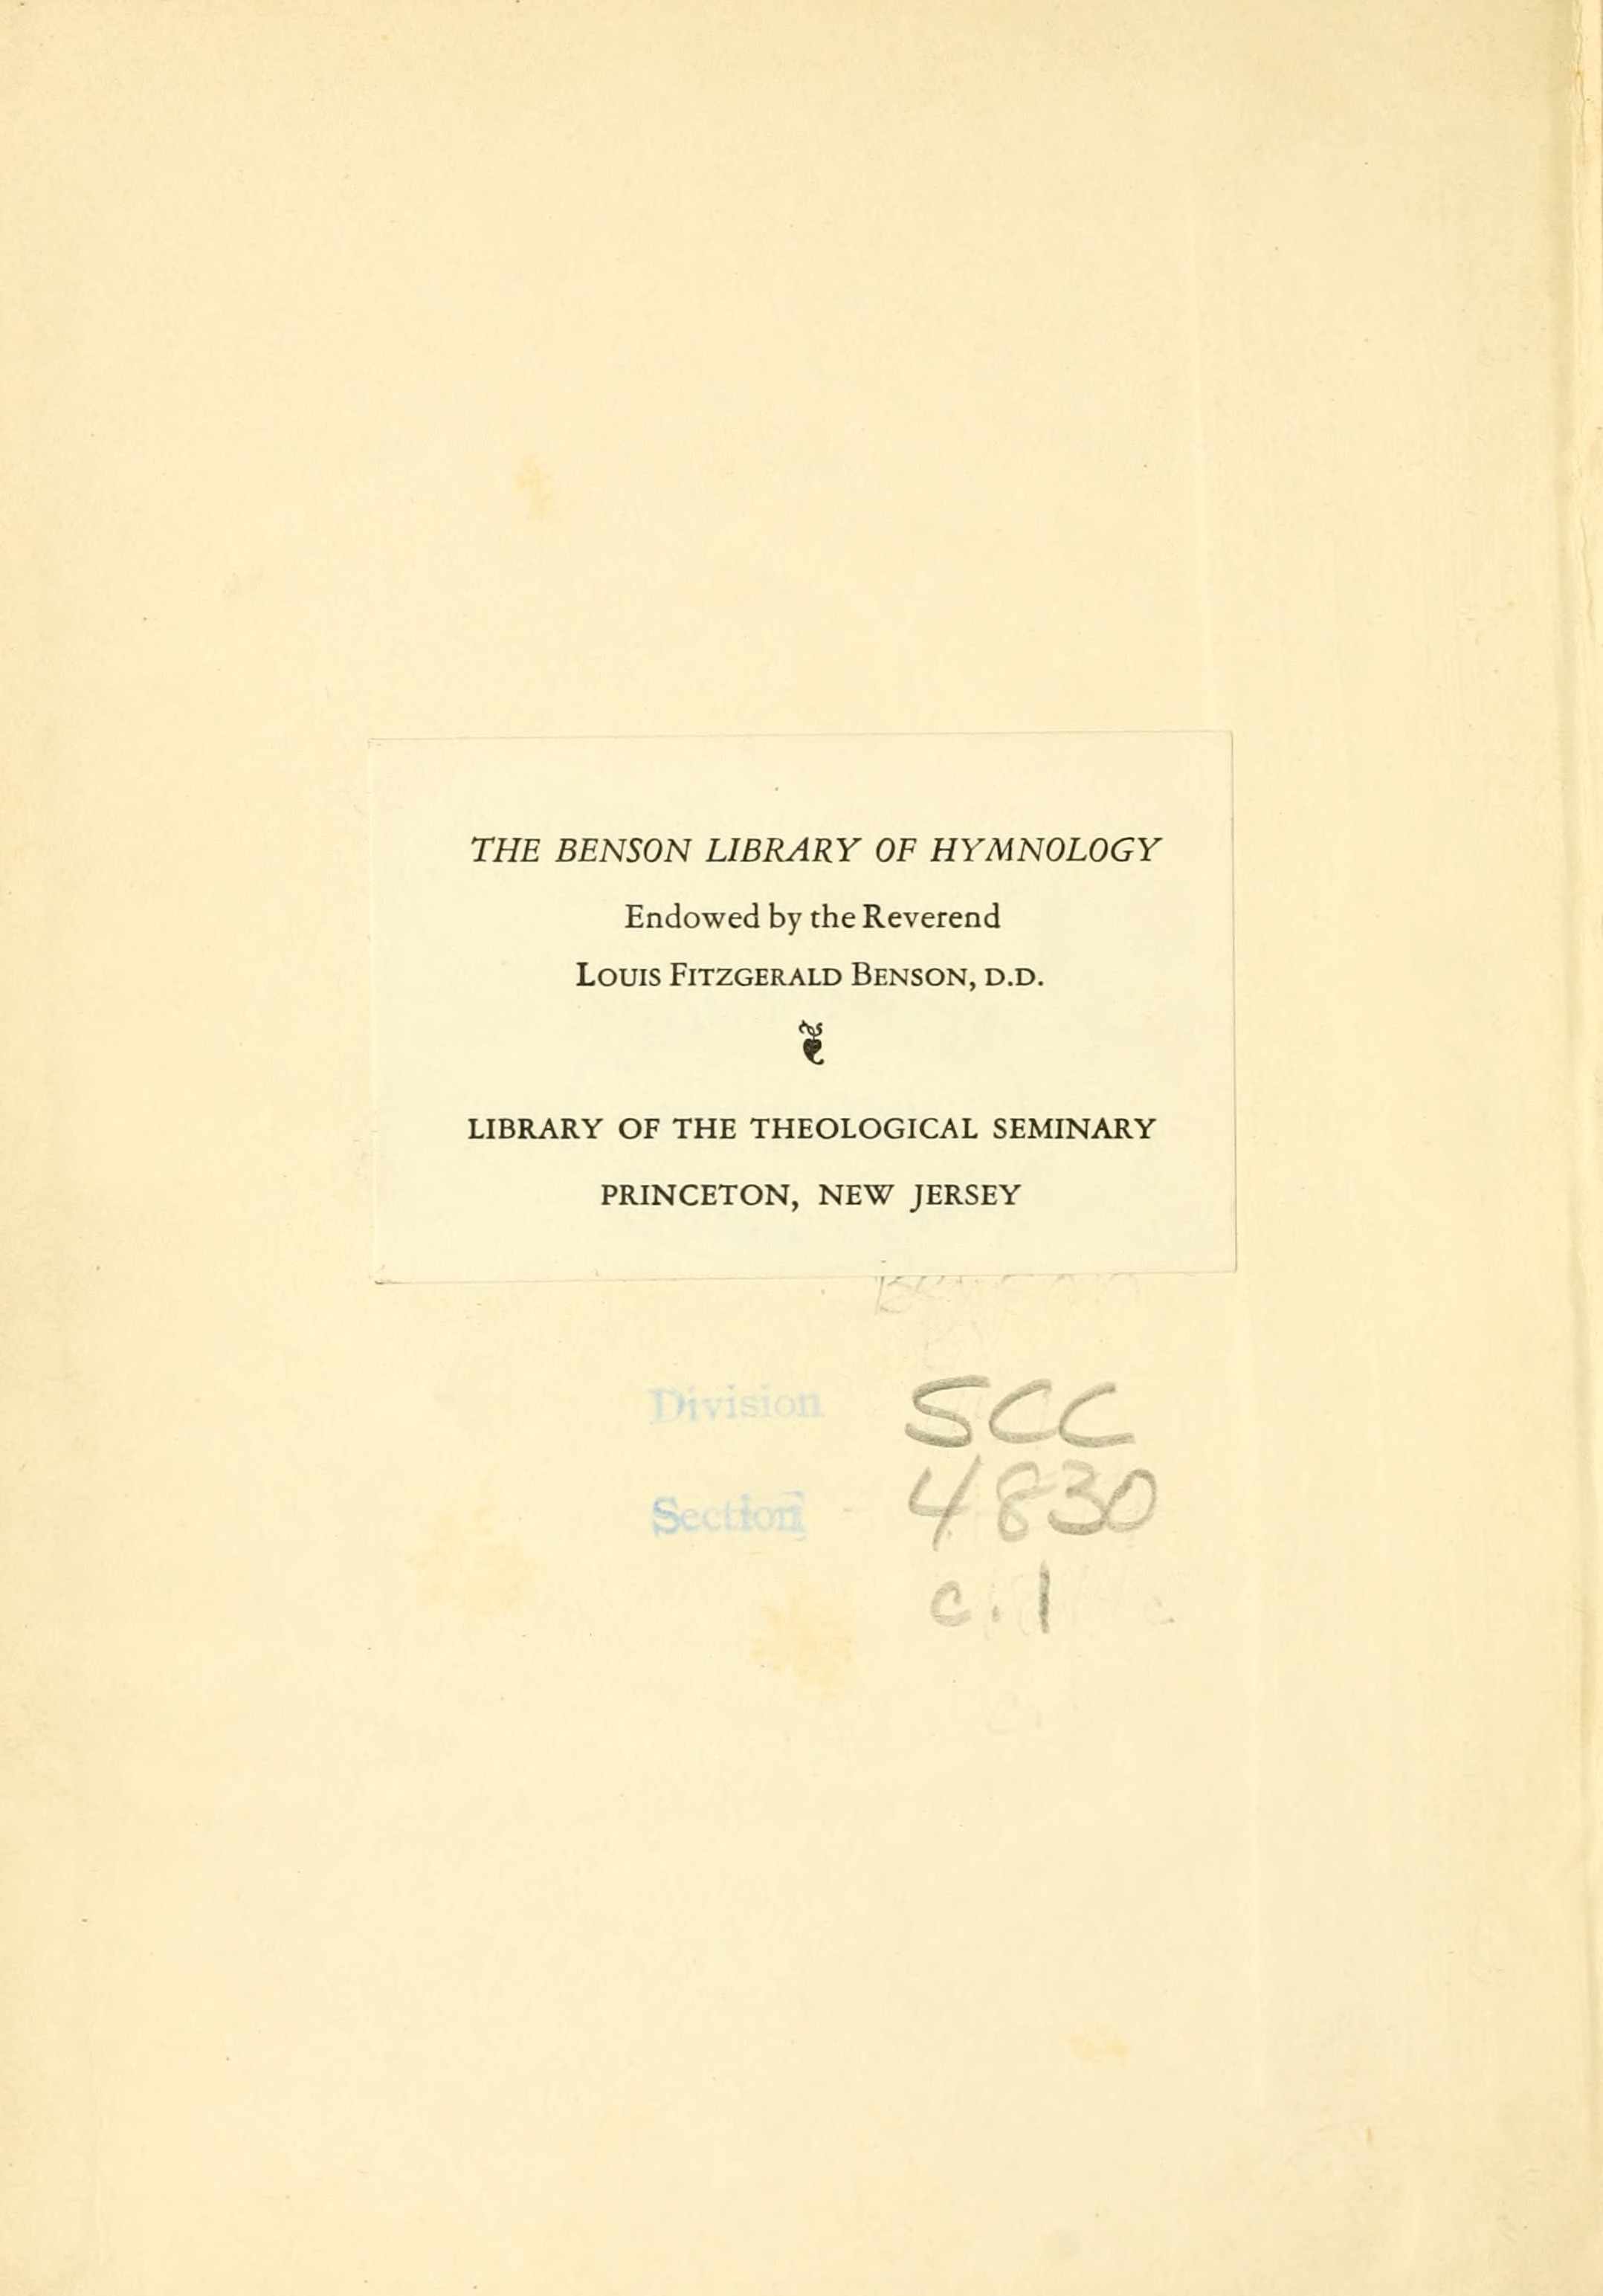 THE BENSON LIBRARY OF HYMNOLOGY
Endowed by the Reverend
LOUIS FITZGERALD BENSON, D.D.
LIBRARY OF THE THEOLOGICAL SEMINARY
PRINCETON, NEW JERSEY
Division SCC
Section 4830
c. 1